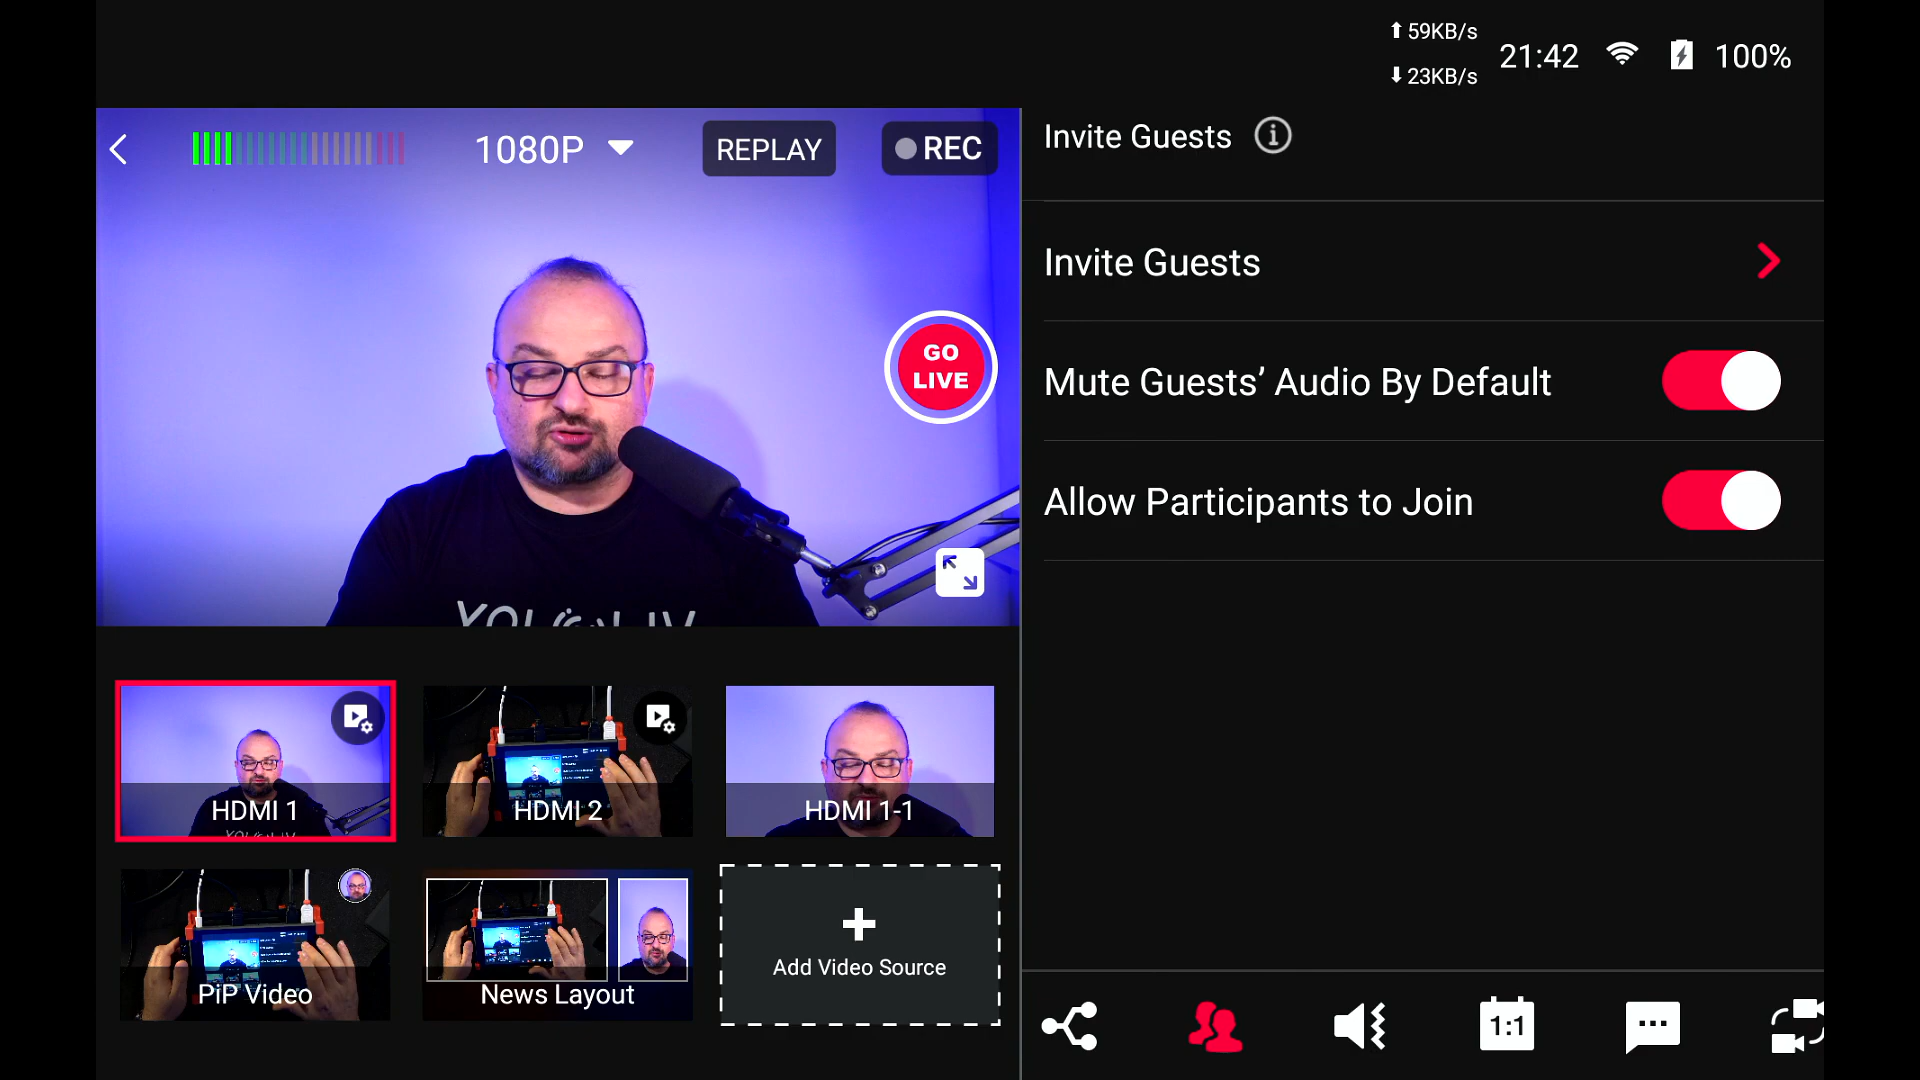 59KB/s
23KB/s
21:42
100%
1080P
REPLAY
REC
Invite Guests
GO
LIVE
Invite Guests
Mute Guests’ Audio By Default
Allow Participants to Join
HDMI 1
HDMI 2
HDMI 1-1
PiP Video
News Layout
Add Video Source
1:1